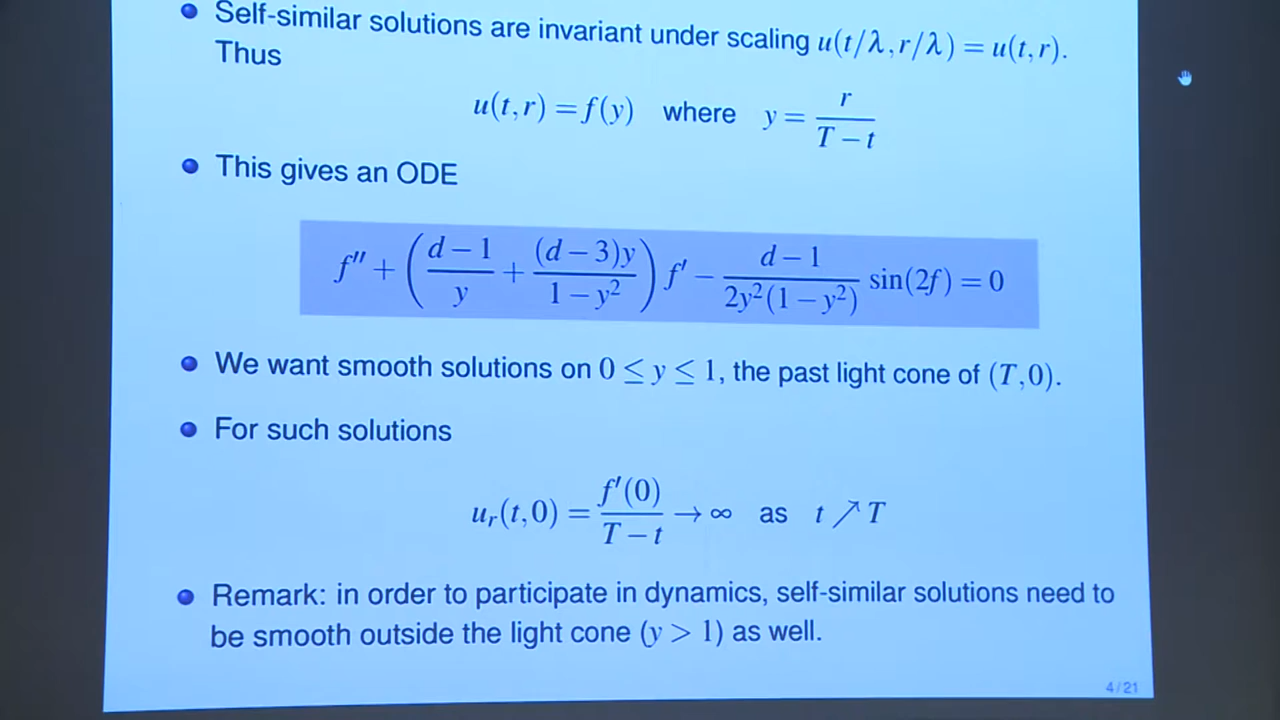 Self-similar solutions are invariant under scaling u(t/λ, r/λ) = u(t, r).
Thus
u(t, r) = f(y) where y = r / (T − t)
This gives an ODE
f″ + ( (d − 1)/y + (d − 3)y/(1 − y²) ) f′ − (d − 1)/(2y²(1 − y²)) sin(2f) = 0
We want smooth solutions on 0 ≤ y ≤ 1, the past light cone of (T, 0).
For such solutions
uᵣ(t, 0) = f′(0)/(T − t) → ∞ as t ↗ T
Remark: in order to participate in dynamics, self-similar solutions need to
be smooth outside the light cone (y > 1) as well.
4/21